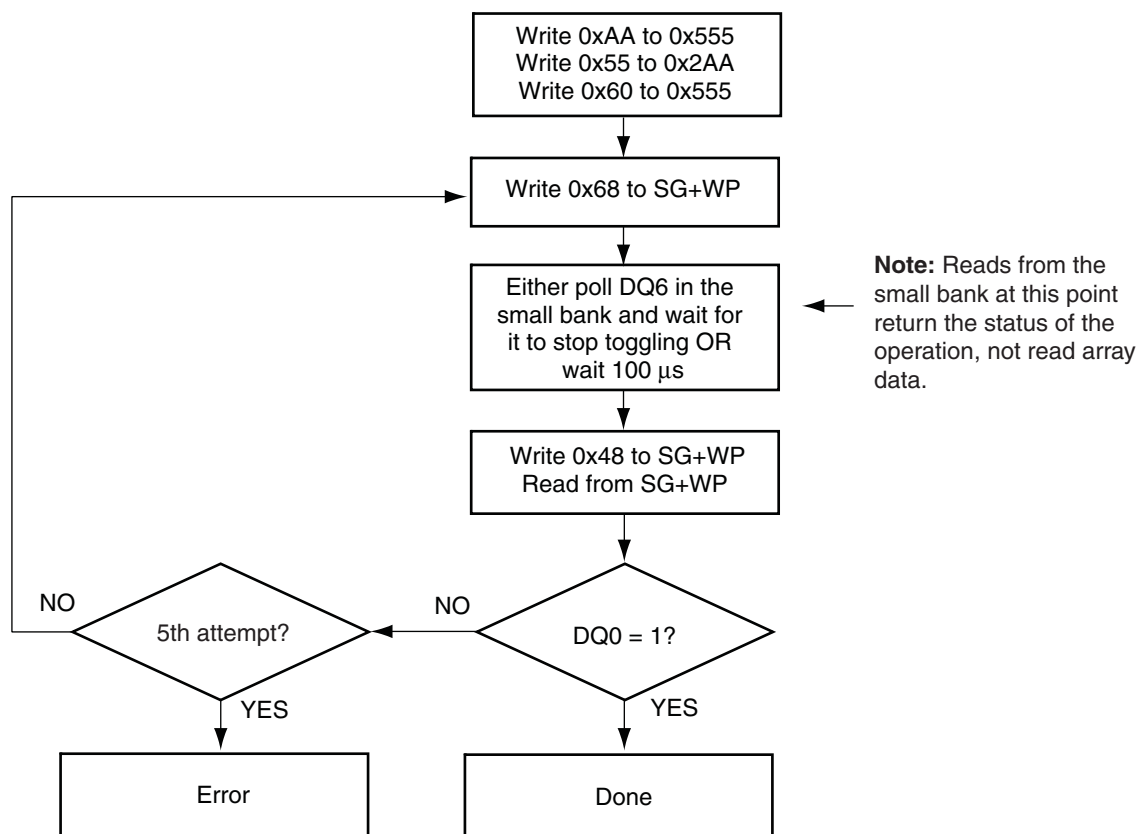 Write 0xAA to 0x555
Write 0x55 to 0x2AA
Write 0x60 to 0x555
Write 0x68 to SG+WP
Either poll DQ6 in the
small bank and wait for
it to stop toggling OR
wait 100 μs
Note: Reads from the
small bank at this point
return the status of the
operation, not read array
data.
Write 0x48 to SG+WP
Read from SG+WP
NO
5th attempt?
NO
DQ0 = 1?
YES
YES
Error
Done